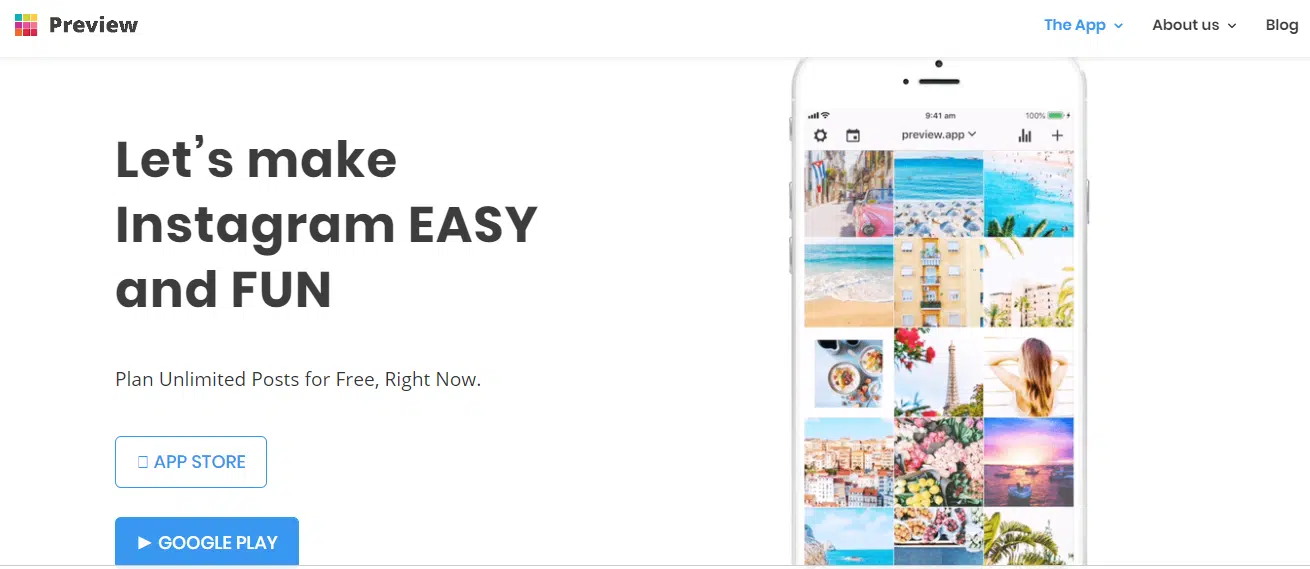 Preview
The App
About us
Blog
Let’s make
Instagram EASY
and FUN
Plan Unlimited Posts for Free, Right Now.
APP STORE
GOOGLE PLAY
9:41 am
100%
preview.app